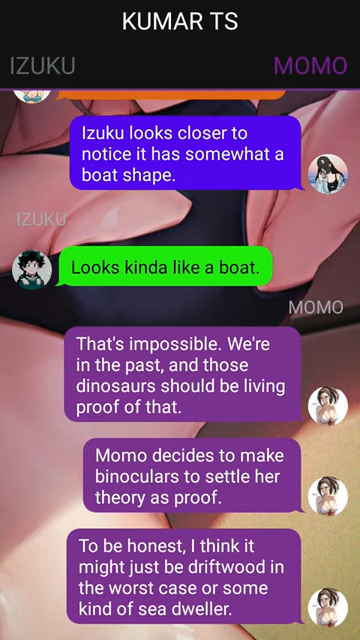 KUMAR TS
IZUKU
MOMO
Izuku looks closer to
notice it has somewhat a
boat shape.
IZUKU
Looks kinda like a boat.
MOMO
That's impossible. We're
in the past, and those
dinosaurs should be living
proof of that.
Momo decides to make
binoculars to settle her
theory as proof.
To be honest, I think it
might just be driftwood in
the worst case or some
kind of sea dweller.